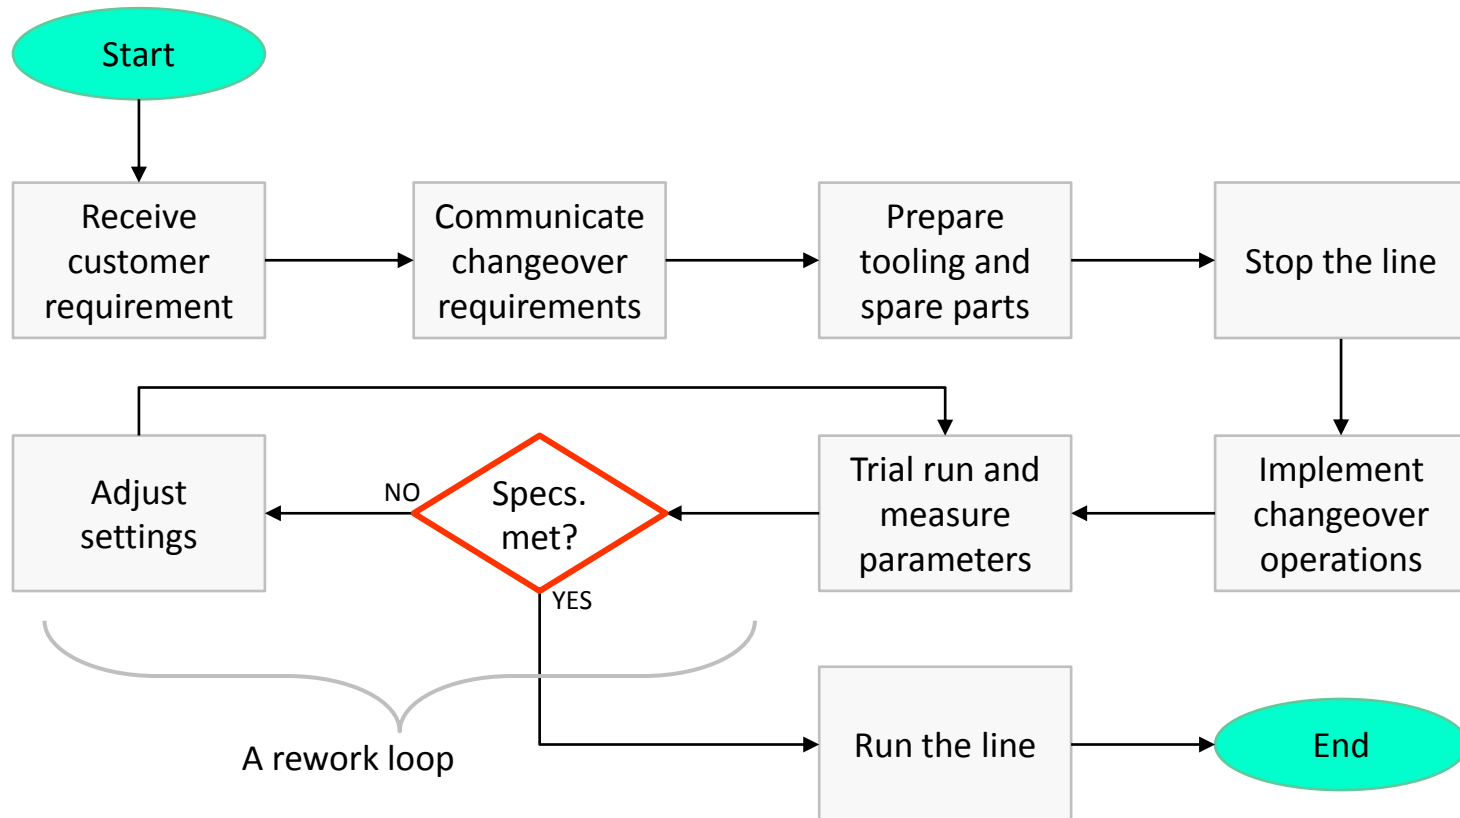 Start
Receive
customer
requirement
Communicate
changeover
requirements
Prepare
tooling and
spare parts
Stop the line
Implement
changeover
operations
Trial run and
measure
parameters
Specs.
met?
NO
Adjust
settings
YES
A rework loop
Run the line
End